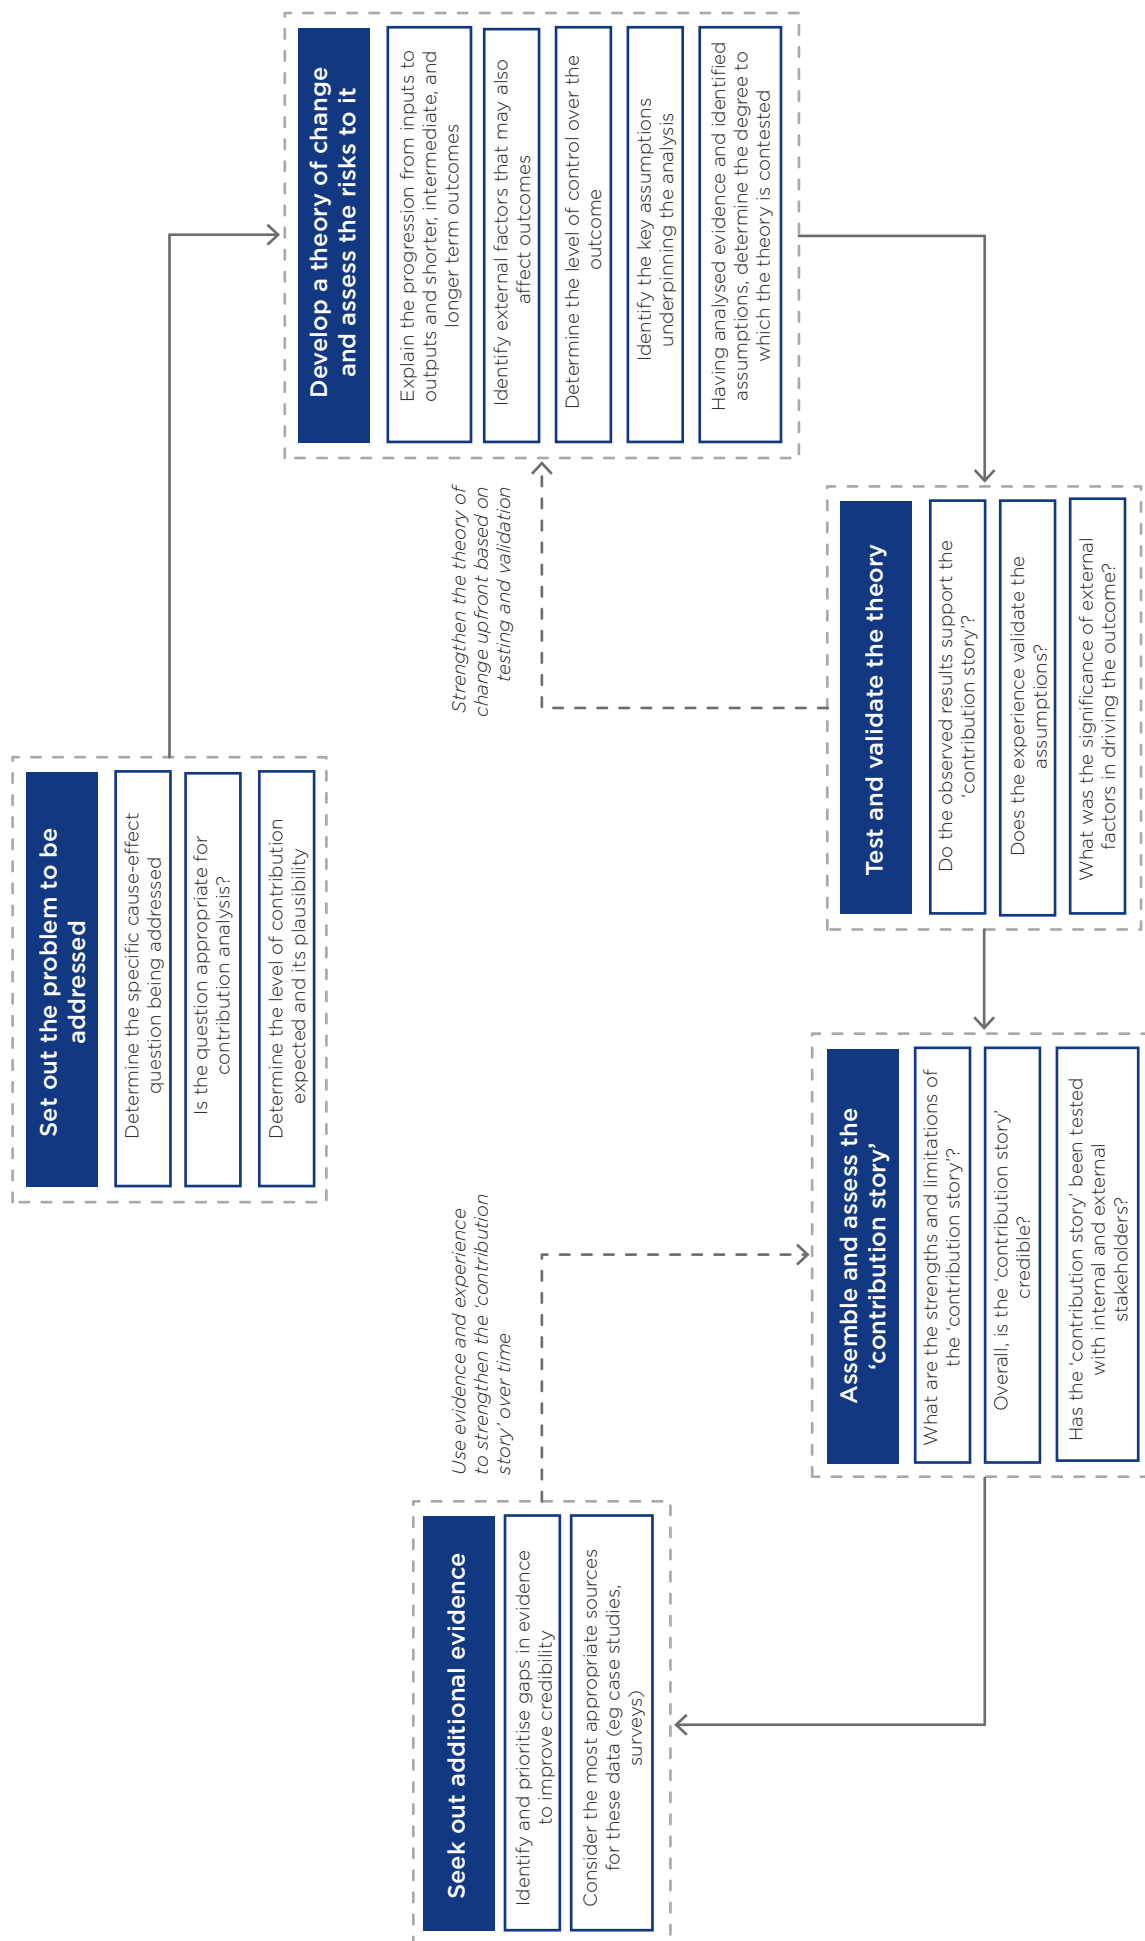 Set out the problem to be
addressed
Determine the specific cause-effect
question being addressed
Is the question appropriate for
contribution analysis?
Determine the level of contribution
expected and its plausibility
Develop a theory of change
and assess the risks to it
Explain the progression from inputs to
outputs and shorter, intermediate, and
longer term outcomes
Identify external factors that may also
affect outcomes
Determine the level of control over the
outcome
Identify the key assumptions
underpinning the analysis
Having analysed evidence and identified
assumptions, determine the degree to
which the theory is contested
Strengthen the theory of
change upfront based on
testing and validation
Test and validate the theory
Do the observed results support the
‘contribution story’?
Does the experience validate the
assumptions?
What was the significance of external
factors in driving the outcome?
Assemble and assess the
‘contribution story’
What are the strengths and limitations of
the ‘contribution story’?
Overall, is the ‘contribution story’
credible?
Has the ‘contribution story’ been tested
with internal and external
stakeholders?
Use evidence and experience
to strengthen the ‘contribution
story’ over time
Seek out additional evidence
Identify and prioritise gaps in evidence
to improve credibility
Consider the most appropriate sources
for these data (eg case studies,
surveys)